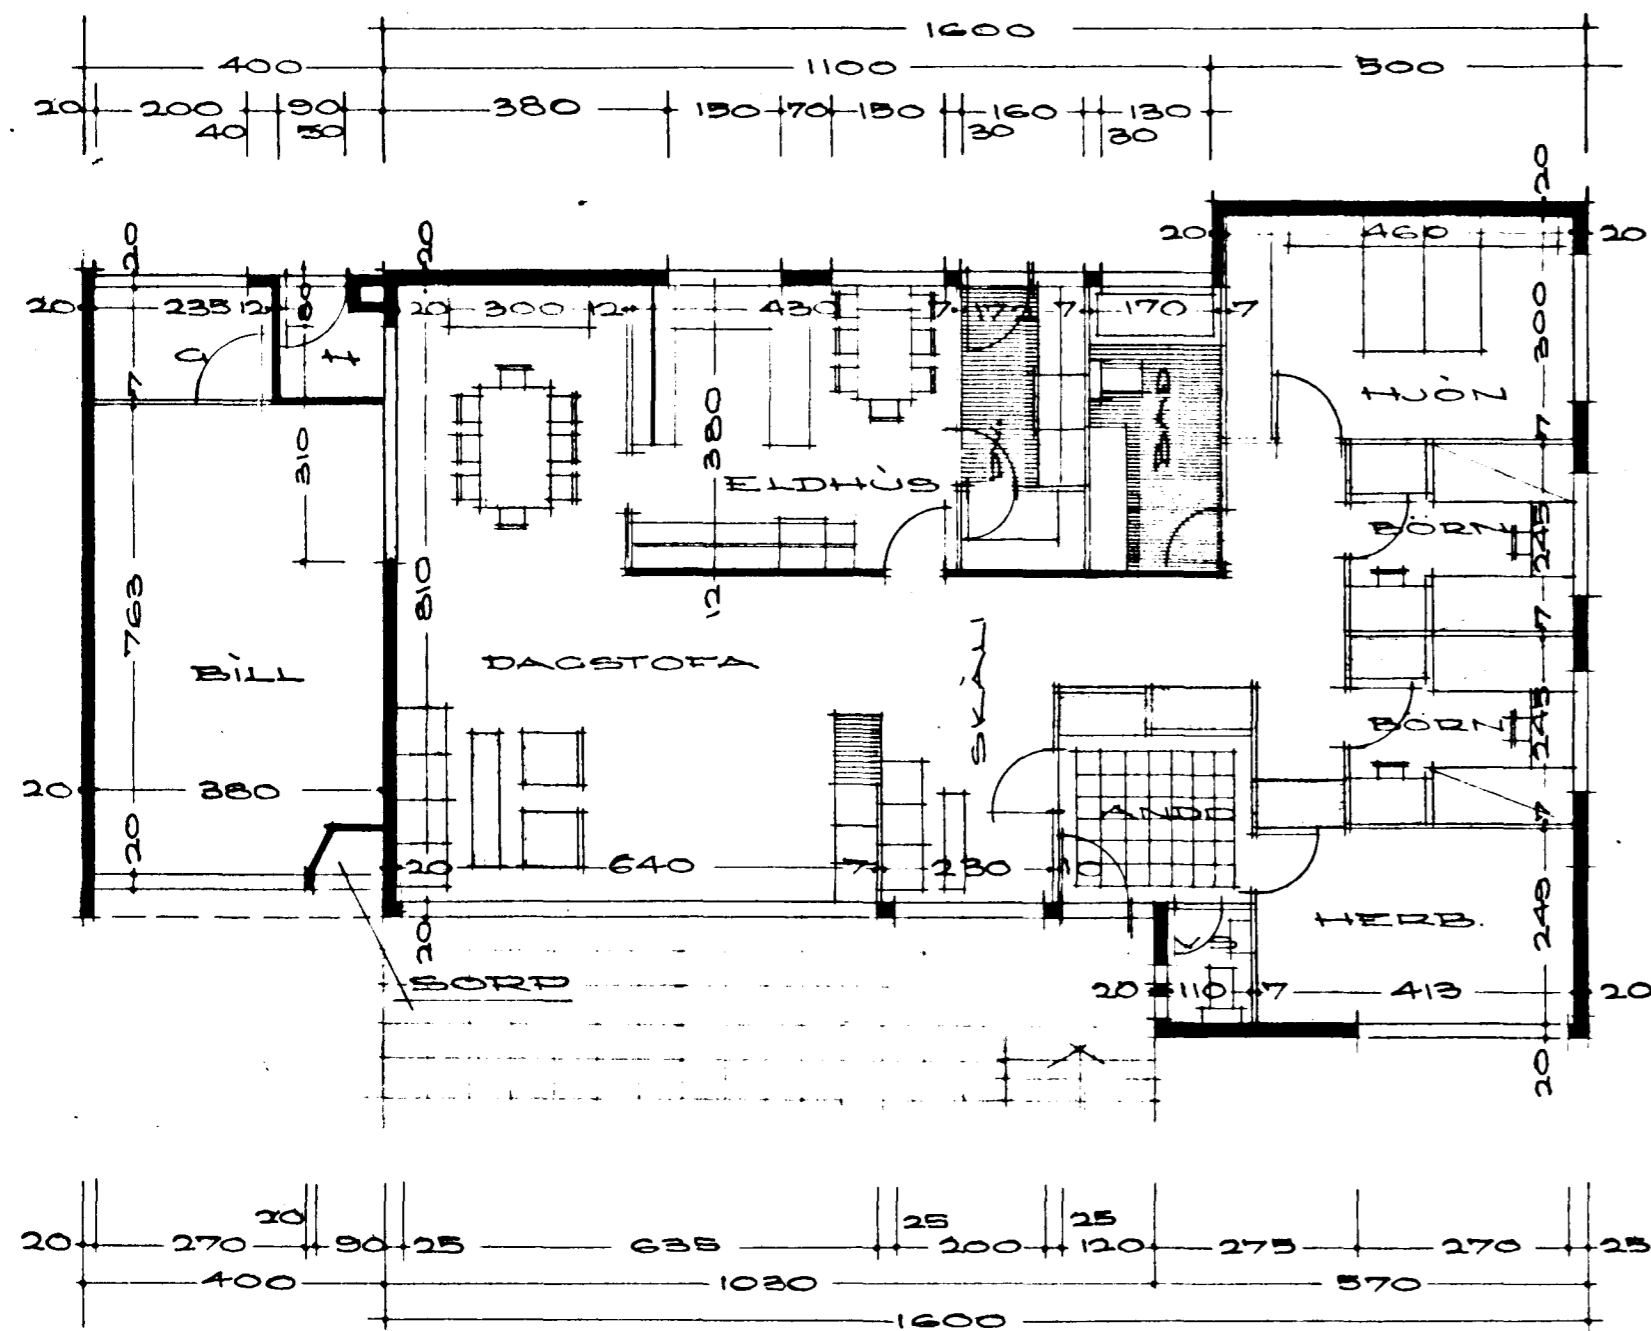 1600
400 1100 500
20 200 90 380 150 70 150 160 130
40 50 30 30
20 20 20
20 460 20
20 235 12 80 20 300 12 430 7 172 7 170 7
G H
7 300
HJÓN
310 380 ÞV. BAÐ 7
ELDHÚS
BÖRN 245
763 810 12
7
BÍLL DAGSTOFA SKÁLI
BÖRN 245
20 380
ANDD 7
20 20 640 7 230 10
HERB. 249
20
SORP
20 110 7 413 20
20
20 25 25
20 270 90 25 635 200 120 275 270 25
400 1030 570
1600